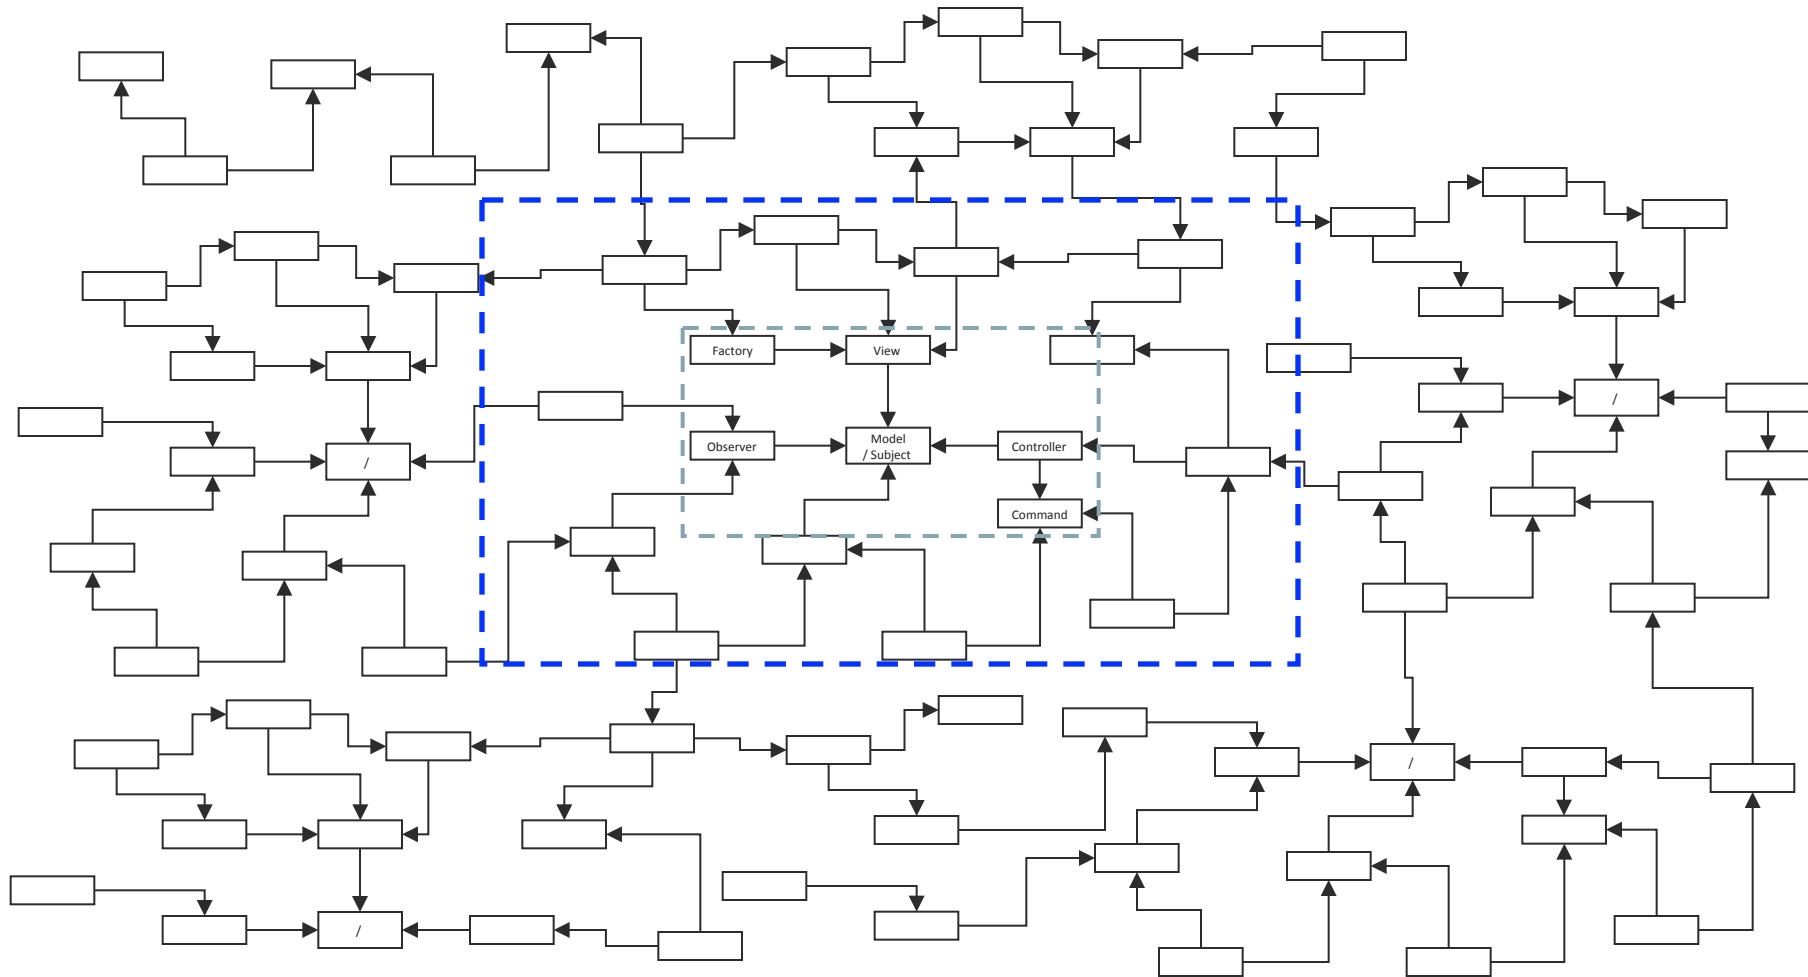 Factory
View
/
Observer
Model
/ Subject
Controller
/
Command
/
/